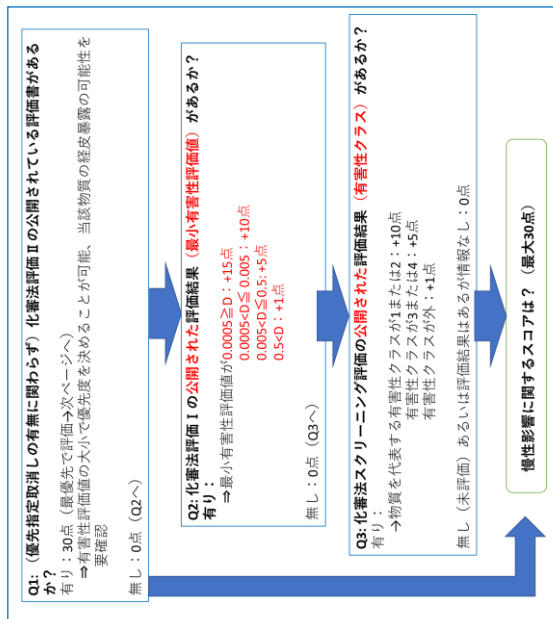 Q1: （優先指定取消しの有無に関わらず）化審法評価Ⅱの公開されている評価書がある
か？
有り：30点（最優先で評価→次ページへ）
⇒有害性評価値の大小で優先度を決めることが可能、当該物質の経皮暴露の可能性を
要確認
無し：0点（Q2へ）
Q2: 化審法評価Ⅰの公開された評価結果（最小有害性評価値）があるか？
有り：
⇒最小有害性評価値が0.0005≧D：+15点
0.0005<D≦ 0.005：+10点
0.005<D≦0.5:+5点
0.5<D：+1点
無し：0点（Q3へ）
Q3: 化審法スクリーニング評価の公開された評価結果（有害性クラス）があるか？
有り：
→物質を代表する有害性クラスが1または2：+10点
有害性クラスが3または4：+5点
有害性クラスが外：+1点
無し（未評価）あるいは評価結果はあるが情報なし：0点
慢性影響に関するスコアは？（最大30点）